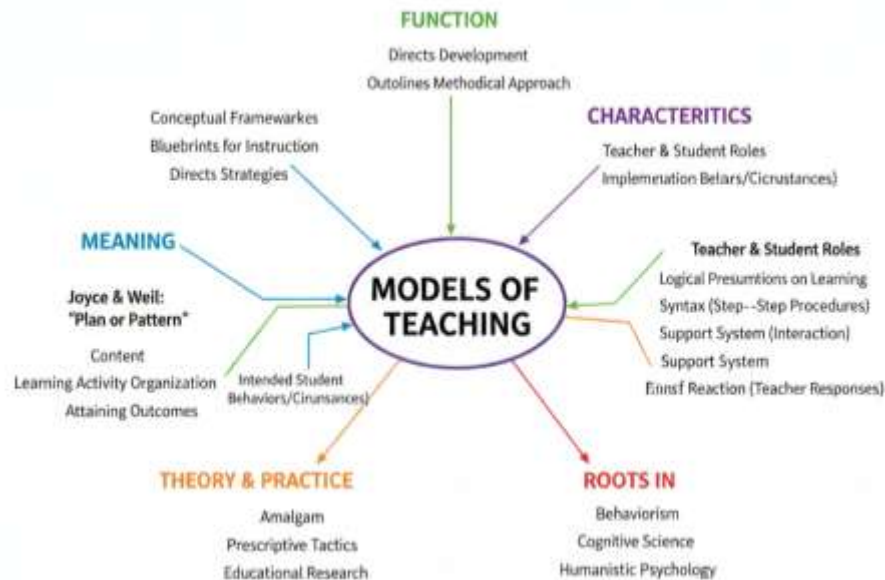 FUNCTION
Directs Development
Outolines Methodical Approach
Conceptual Framewarkes
Bluebrints for Instruction
Directs Strategies
CHARACTERITICS
Teacher & Student Roles
Implemenation Belars/Cicrustances)
MEANING
Joyce & Weil:
"Plan or Pattern"
Content
Learning Activity Organization
Attaining Outcomes
Intended Student
Behaviors/Cirunsances)
MODELS OF
TEACHING
Teacher & Student Roles
Logical Presumtions on Learning
Syntax (Step--Step Procedures)
Support System (Interaction)
Support System
Reaction (Teacher Responses)
THEORY & PRACTICE
Amalgam
Prescriptive Tactics
Educational Research
ROOTS IN
Behaviorism
Cognitive Science
Humanistic Psychology